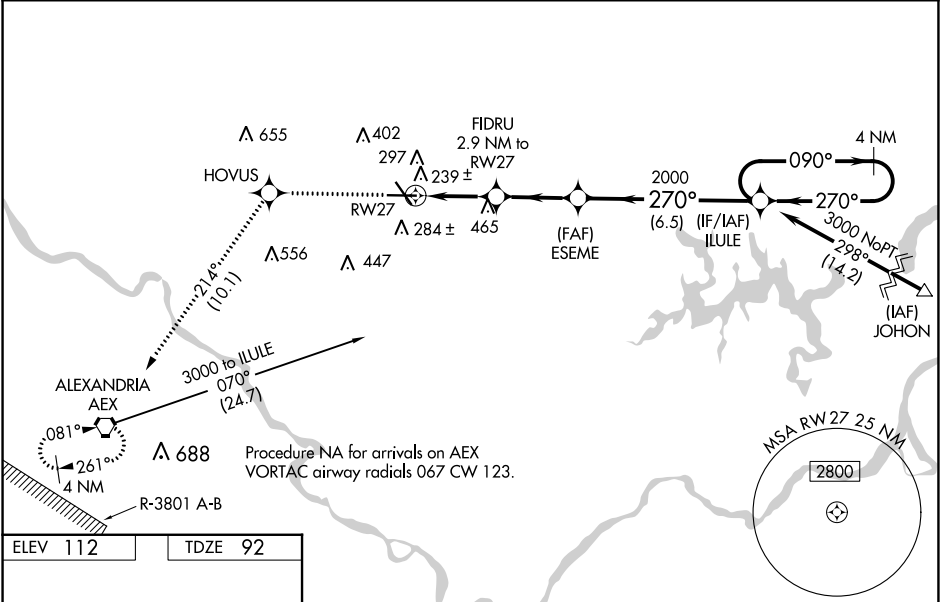 655
402
297
239 ±
FIDRU
2.9 NM to
RW27
4 NM
090°
HOVUS
RW27
2000
270°
(6.5)
(IF/IAF)
ILULE
270°
284 ±
465
(FAF)
ESEME
3000 NoPT
298°
(14.2)
(IAF)
JOHON
556
447
214°
(10.1)
3000 to ILULE
070°
(24.7)
ALEXANDRIA
AEX
081°
261°
4 NM
688
Procedure NA for arrivals on AEX
VORTAC airway radials 067 CW 123.
R-3801 A-B
MSA RW27 25 NM
2800
ELEV 112
TDZE 92